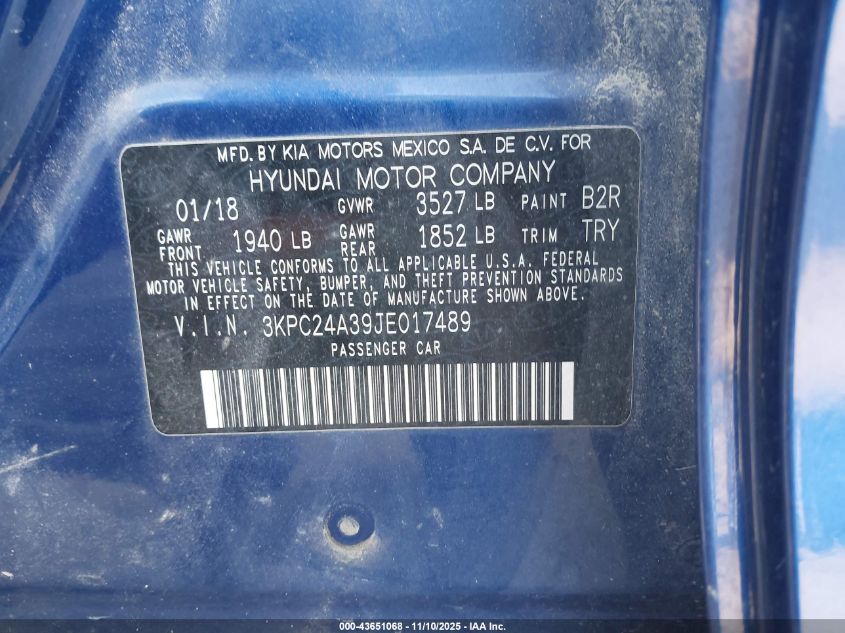 MFD. BY KIA MOTORS MEXICO S.A. DE C.V. FOR
HYUNDAI MOTOR COMPANY
01/18 GVWR 3527 LB PAINT B2R
GAWR FRONT 1940 LB GAWR REAR 1852 LB TRIM TRY
THIS VEHICLE CONFORMS TO ALL APPLICABLE U.S.A. FEDERAL
MOTOR VEHICLE SAFETY, BUMPER, AND THEFT PREVENTION STANDARDS
IN EFFECT ON THE DATE OF MANUFACTURE SHOWN ABOVE.
V.I.N. 3KPC24A39JE017489
PASSENGER CAR
000-43651068 - 11/10/2025 - IAA Inc.